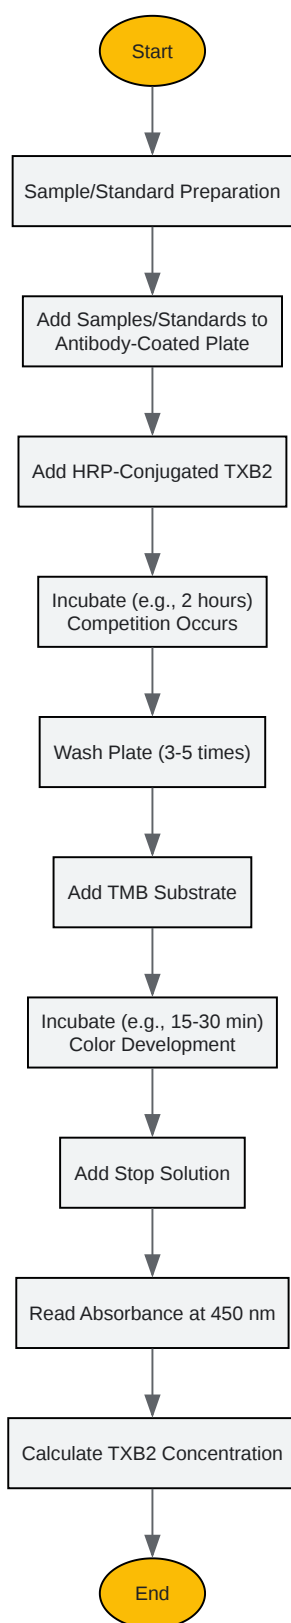 Start
Sample/Standard Preparation
Add Samples/Standards to
Antibody-Coated Plate
Add HRP-Conjugated TXB2
Incubate (e.g., 2 hours)
Competition Occurs
Wash Plate (3-5 times)
Add TMB Substrate
Incubate (e.g., 15-30 min)
Color Development
Add Stop Solution
Read Absorbance at 450 nm
Calculate TXB2 Concentration
End